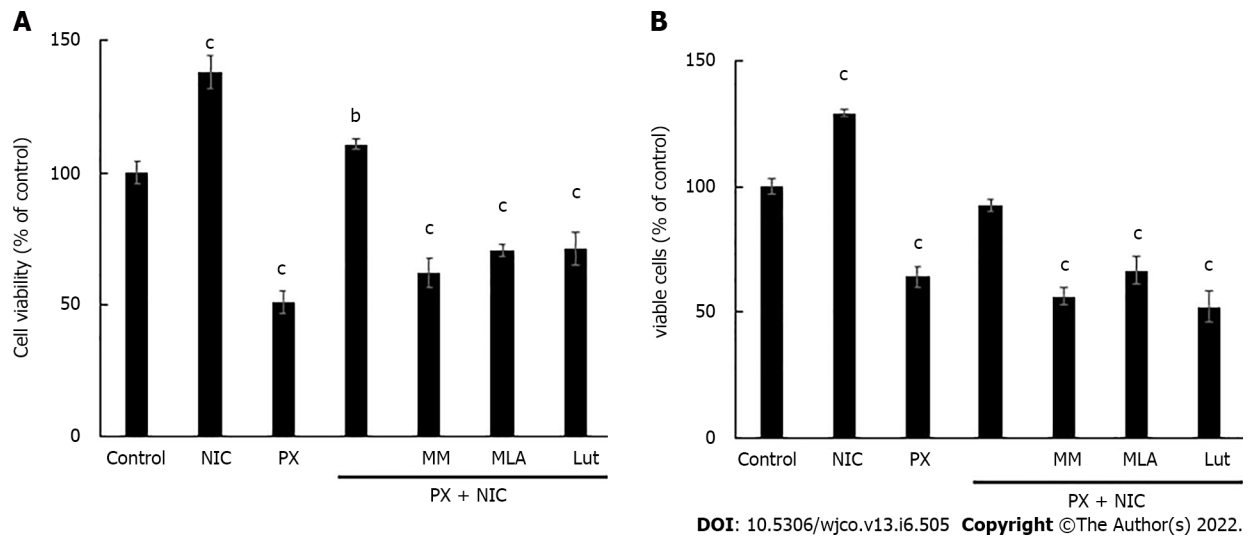 A
150
100
50
0
Cell viability (% of control)
c
c
b
c
c
c
Control NIC PX MM MLA Lut
PX + NIC
B
150
100
50
0
viable cells (% of control)
c
c
c
c
c
Control NIC PX MM MLA Lut
PX + NIC
DOI: 10.5306/wjco.v13.i6.505 Copyright ©The Author(s) 2022.